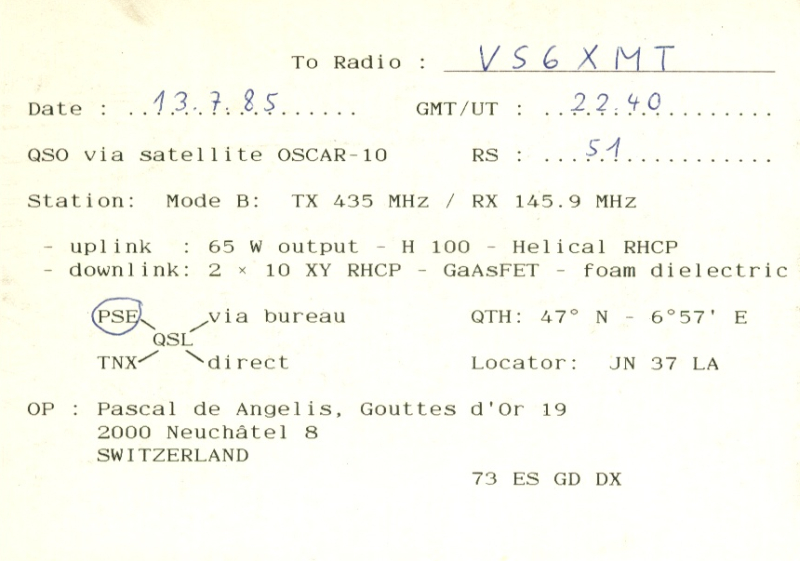 To Radio : VS6XMT
Date : ..13.7.85........ GMT/UT : ..22.40............
QSO via satellite OSCAR-10 RS : ....51.............
Station: Mode B: TX 435 MHz / RX 145.9 MHz
- uplink : 65 W output - H 100 - Helical RHCP
- downlink: 2 × 10 XY RHCP - GaAsFET - foam dielectric
PSE via bureau QTH: 47° N - 6°57' E
QSL
TNX direct Locator: JN 37 LA
OP : Pascal de Angelis, Gouttes d'Or 19
2000 Neuchâtel 8
SWITZERLAND
73 ES GD DX